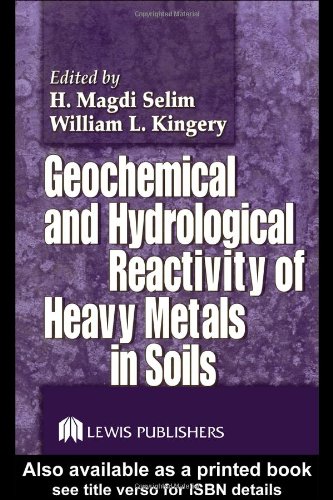 Edited by
H. Magdi Selim
William L. Kingery
Geochemical
and Hydrological
Reactivity of
Heavy Metals
in Soils
LEWIS PUBLISHERS
Also available as a printed book
see title verso for ISBN details